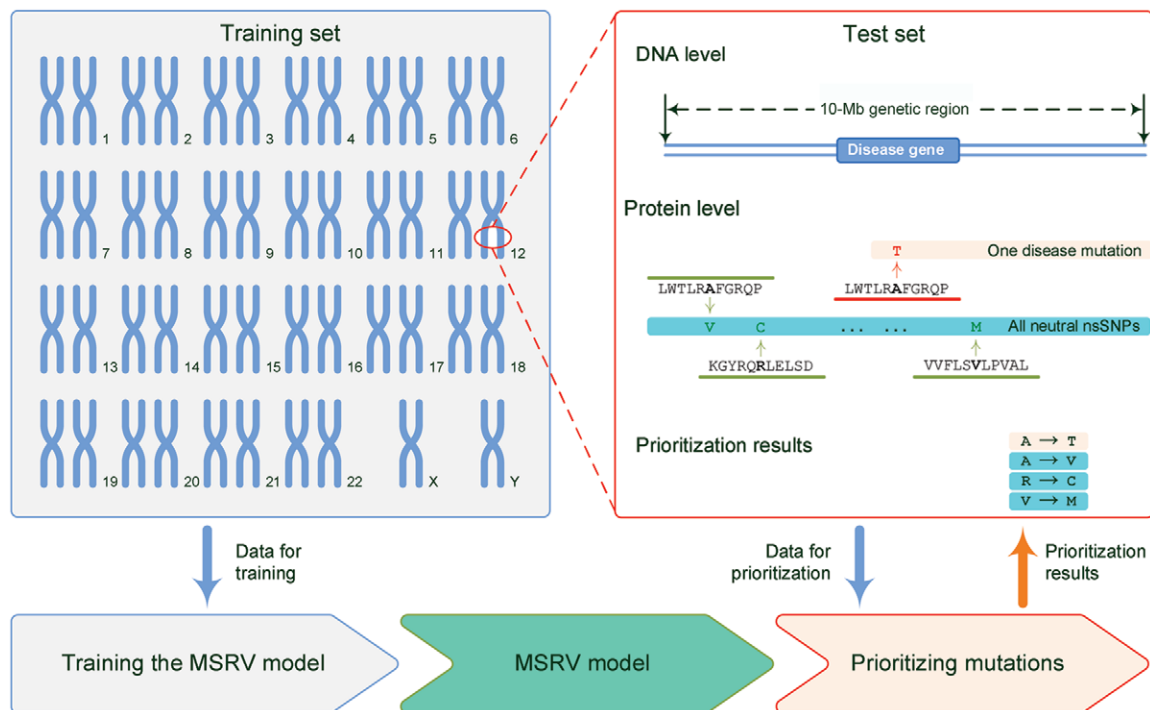 Training set
1 2 3 4 5 6
7 8 9 10 11 12
13 14 15 16 17 18
19 20 21 22 X Y
Test set
DNA level
10-Mb genetic region
Disease gene
Protein level
T One disease mutation
LWTLRAFGRQP LWTLRAFGRQP
V C ... ... M All neutral nsSNPs
KGYRQRLELSD VVFLSVLPVAL
Prioritization results
A → T
A → V
R → C
V → M
Data for
training
Data for
prioritization
Prioritization
results
Training the MSRV model
MSRV model
Prioritizing mutations